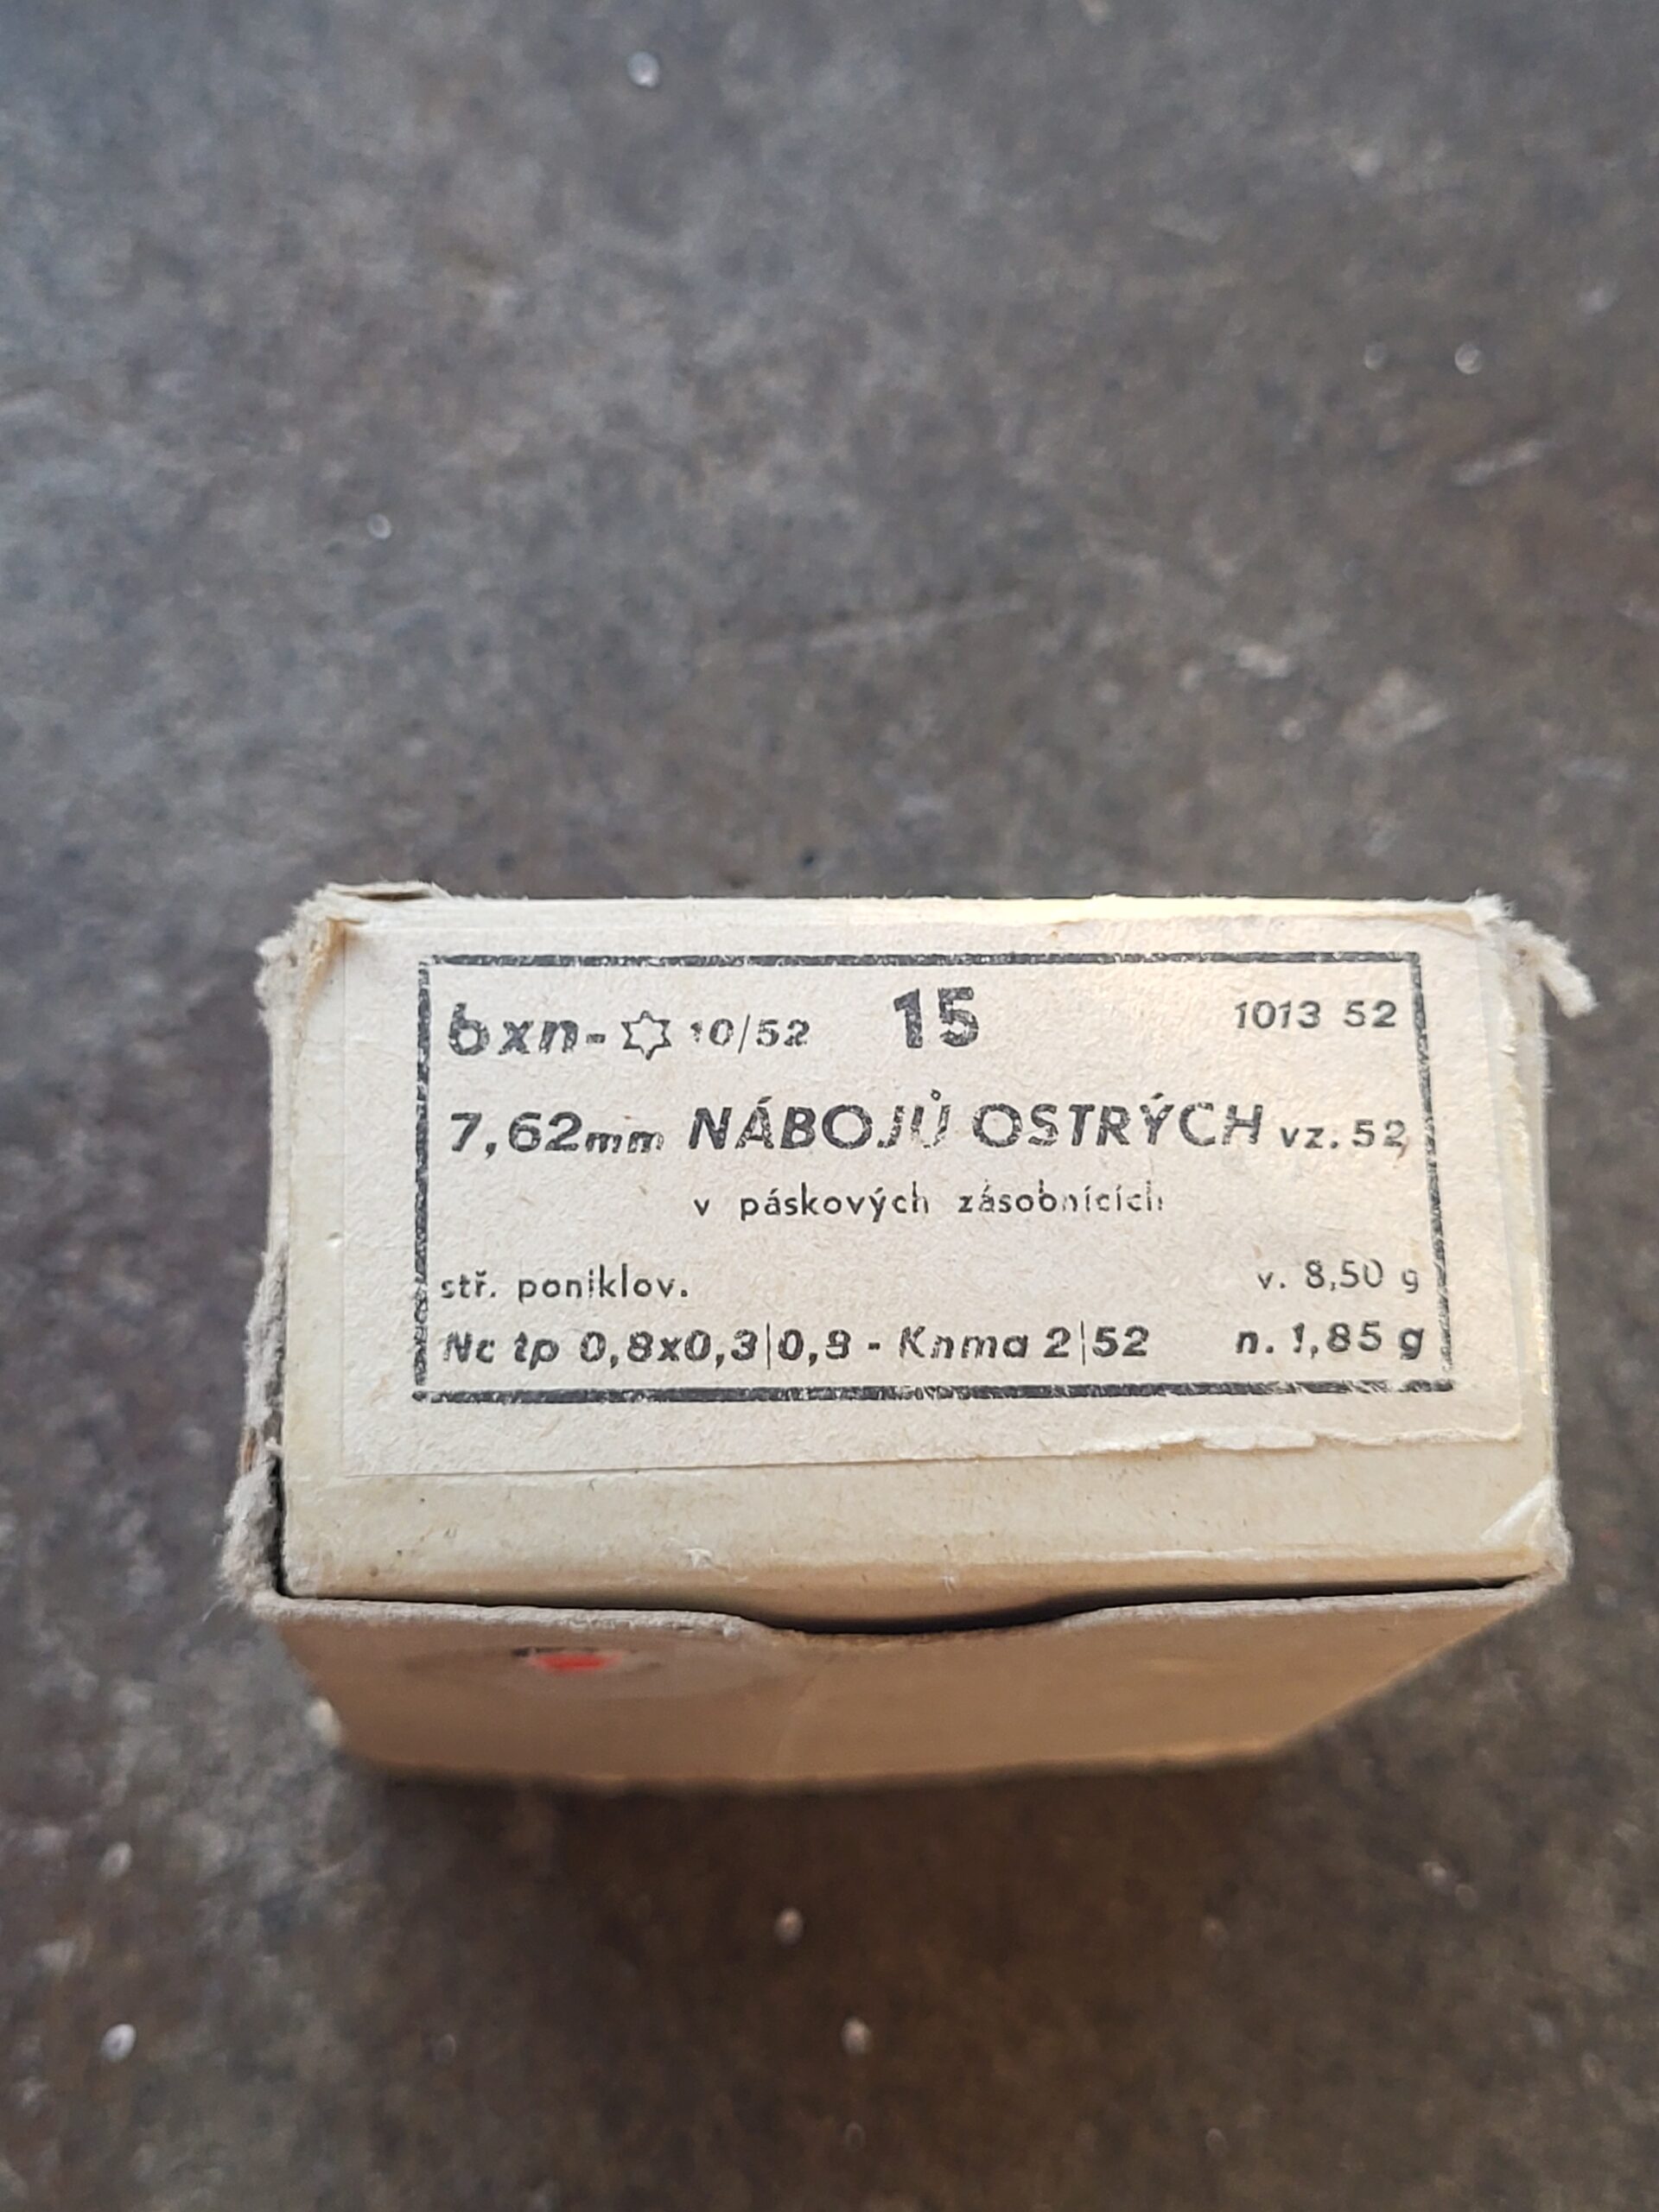 bxn-✡ 10/52 15 1013 52
7,62mm NÁBOJŮ OSTRÝCH vz. 52
v páskových zásobnících
stř. poniklov. v. 8,50 g
Nc tp 0,8x0,3|0,9 - Knma 2|52 n. 1,85 g